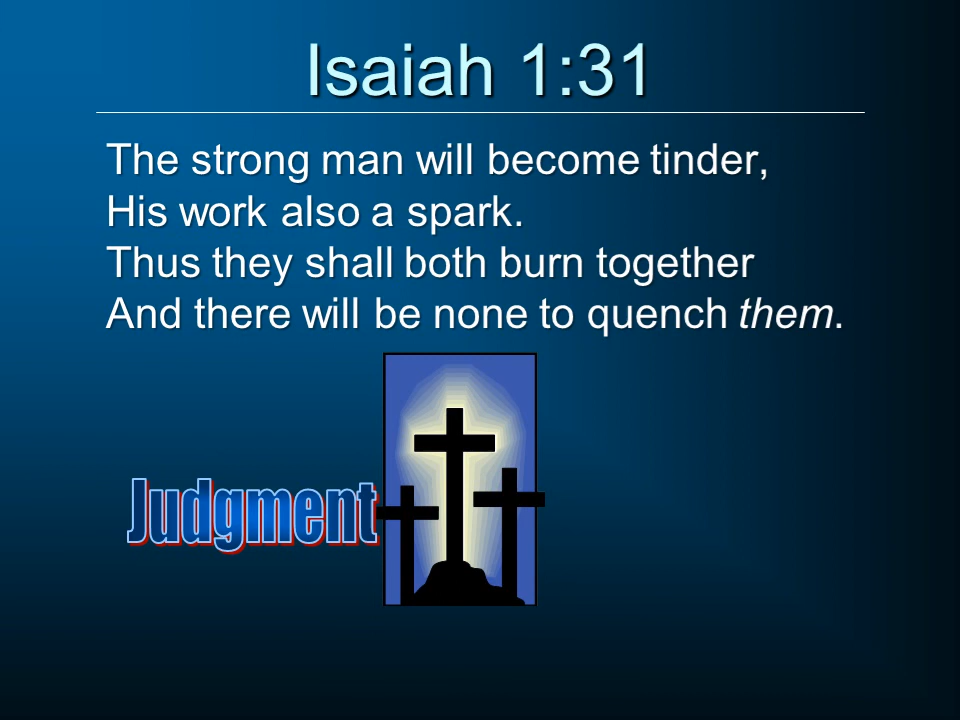 Isaiah 1:31
The strong man will become tinder,
His work also a spark.
Thus they shall both burn together
And there will be none to quench them.
Judgment